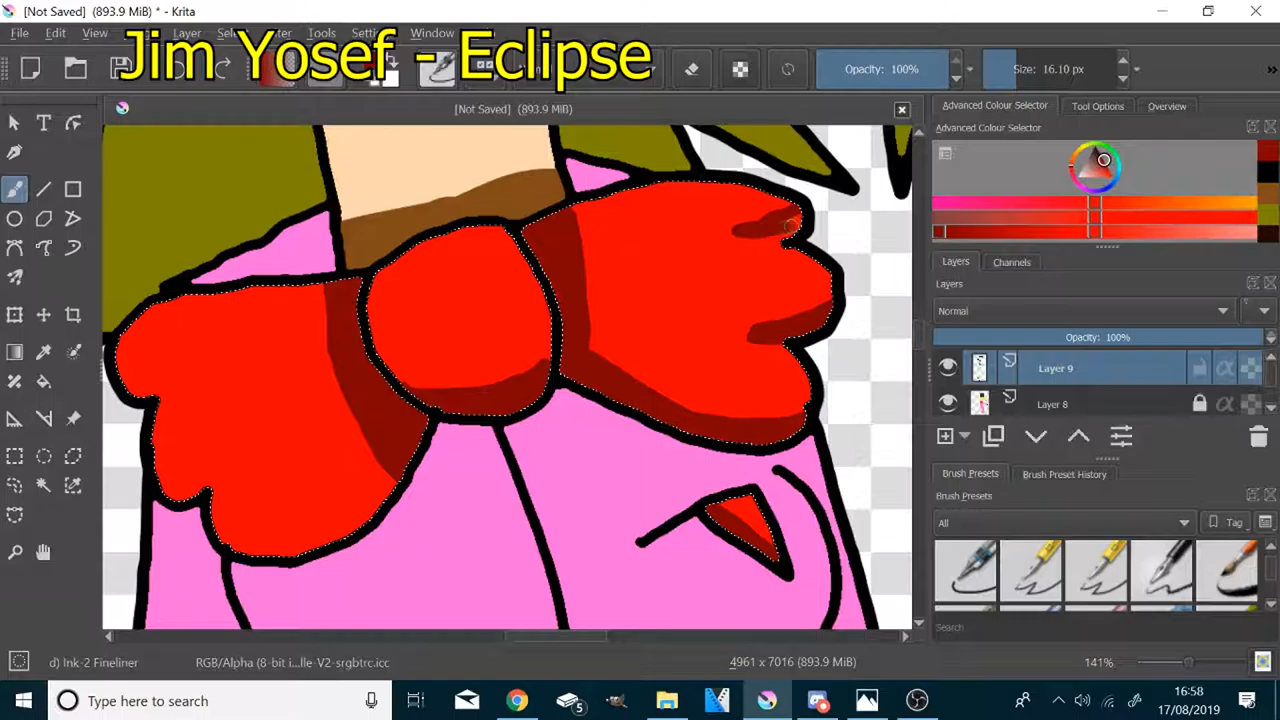 [Not Saved] (893.9 MiB) * - Krita
File Edit View Layer Tools Window
Jim Yosef - Eclipse
Opacity: 100%
Size: 16.10 px
[Not Saved] (893.9 MiB)
Advanced Colour Selector Tool Options Overview
Advanced Colour Selector
Layers Channels
Layers
Normal
Opacity: 100%
Layer 9
Layer 8
Brush Presets Brush Preset History
Brush Presets
All
Tag
Search
d) Ink-2 Fineliner
RGB/Alpha (8-bit i...lle-V2-srgbtrc.icc
4961 x 7016 (893.9 MiB)
141%
Type here to search
5
16:58
17/08/2019